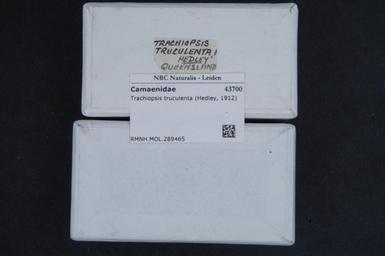 TRACHIOPSIS
TRUCULENTA
HEDLEY
QUEENSLAND
NBC Naturalis - Leiden
Camaenidae 43700
Trachiopsis truculenta (Hedley, 1912)
RMNH.MOL.289465